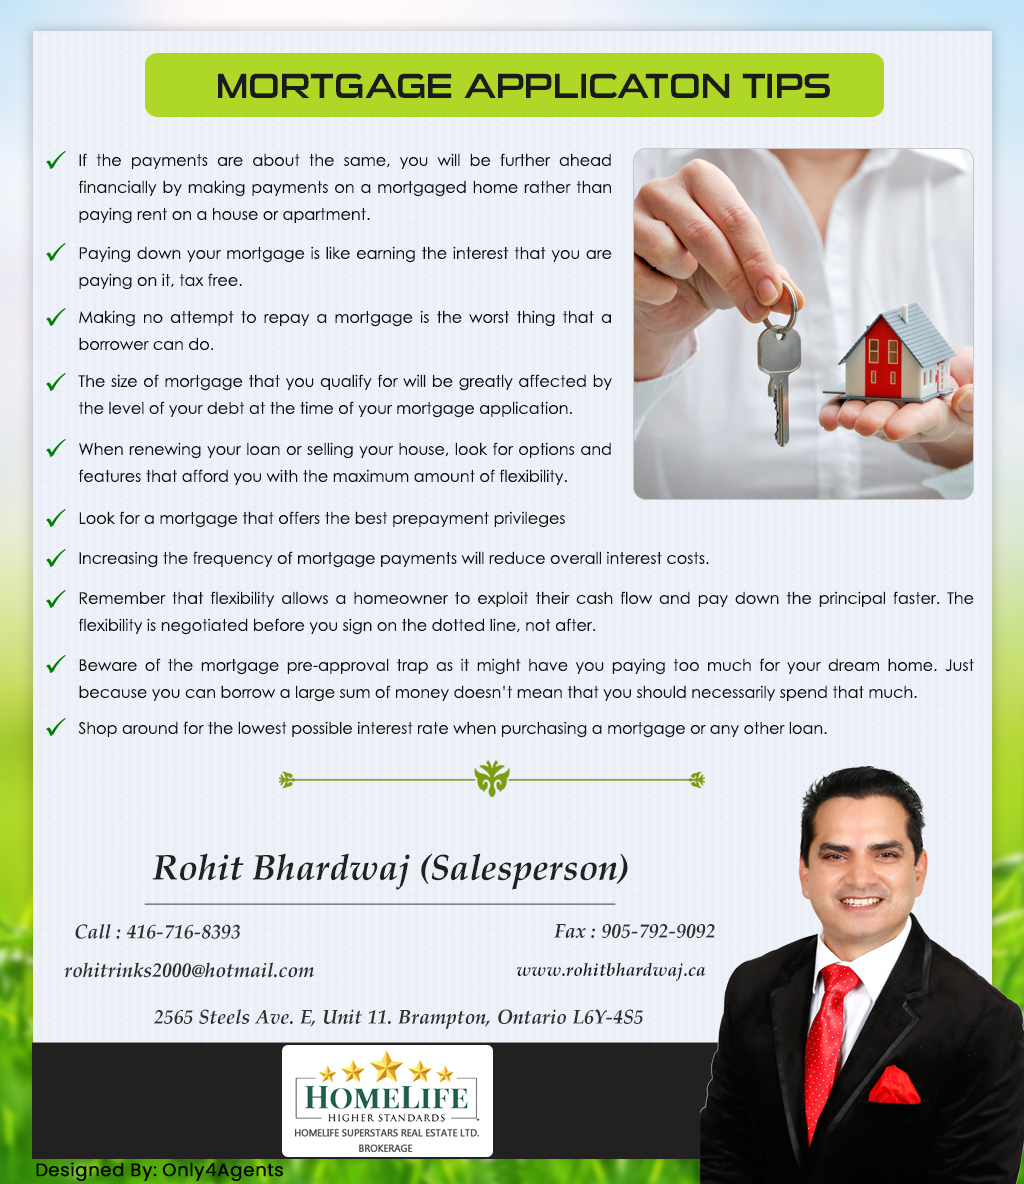 MORTGAGE APPLICATON TIPS
If the payments are about the same, you will be further ahead
financially by making payments on a mortgaged home rather than
paying rent on a house or apartment.
Paying down your mortgage is like earning the interest that you are
paying on it, tax free.
Making no attempt to repay a mortgage is the worst thing that a
borrower can do.
The size of mortgage that you qualify for will be greatly affected by
the level of your debt at the time of your mortgage application.
When renewing your loan or selling your house, look for options and
features that afford you with the maximum amount of flexibility.
Look for a mortgage that offers the best prepayment privileges
Increasing the frequency of mortgage payments will reduce overall interest costs.
Remember that flexibility allows a homeowner to exploit their cash flow and pay down the principal faster. The
flexibility is negotiated before you sign on the dotted line, not after.
Beware of the mortgage pre-approval trap as it might have you paying too much for your dream home. Just
because you can borrow a large sum of money doesn't mean that you should necessarily spend that much.
Shop around for the lowest possible interest rate when purchasing a mortgage or any other loan.
Rohit Bhardwaj (Salesperson)
Call : 416-716-8393
Fax : 905-792-9092
rohitrinks2000@hotmail.com
www.rohitbhardwaj.ca
2565 Steels Ave. E, Unit 11. Brampton, Ontario L6Y-4S5
HOMELIFE
HIGHER STANDARDS
HOMELIFE SUPERSTARS REAL ESTATE LTD.
BROKERAGE
Designed By: Only4Agents